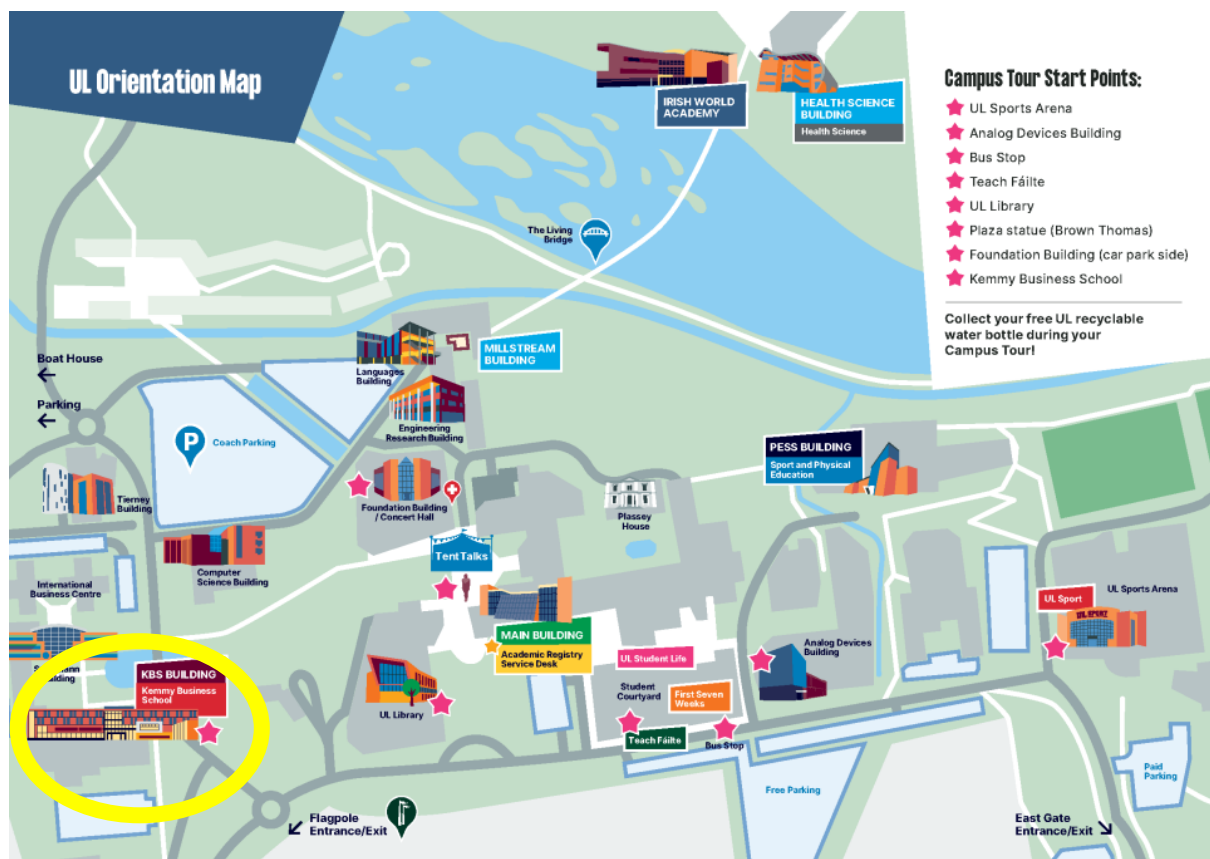 UL Orientation Map
IRISH WORLD
ACADEMY
HEALTH SCIENCE
BUILDING
Health Science
Campus Tour Start Points:
UL Sports Arena
Analog Devices Building
Bus Stop
Teach Fáilte
UL Library
Plaza statue (Brown Thomas)
Foundation Building (car park side)
Kemmy Business School
Collect your free UL recyclable
water bottle during your
Campus Tour!
The Living
Bridge
Boat House
Parking
Languages
Building
MILLSTREAM
BUILDING
P
Coach Parking
Engineering
Research Building
PESS BUILDING
Sport and Physical
Education
Tierney
Building
Foundation Building
/ Concert Hall
Plassey
House
Tent Talks
Computer
Science Building
International
Business Centre
MAIN BUILDING
Academic Registry
Service Desk
UL Sport
UL Sports Arena
UL SPORT
Analog Devices
Building
UL Student Life
KBS BUILDING
Kemmy Business
School
Student
Courtyard
First Seven
Weeks
UL Library
Teach Fáilte
Bus Stop
Free Parking
Paid
Parking
Flagpole
Entrance/Exit
East Gate
Entrance/Exit